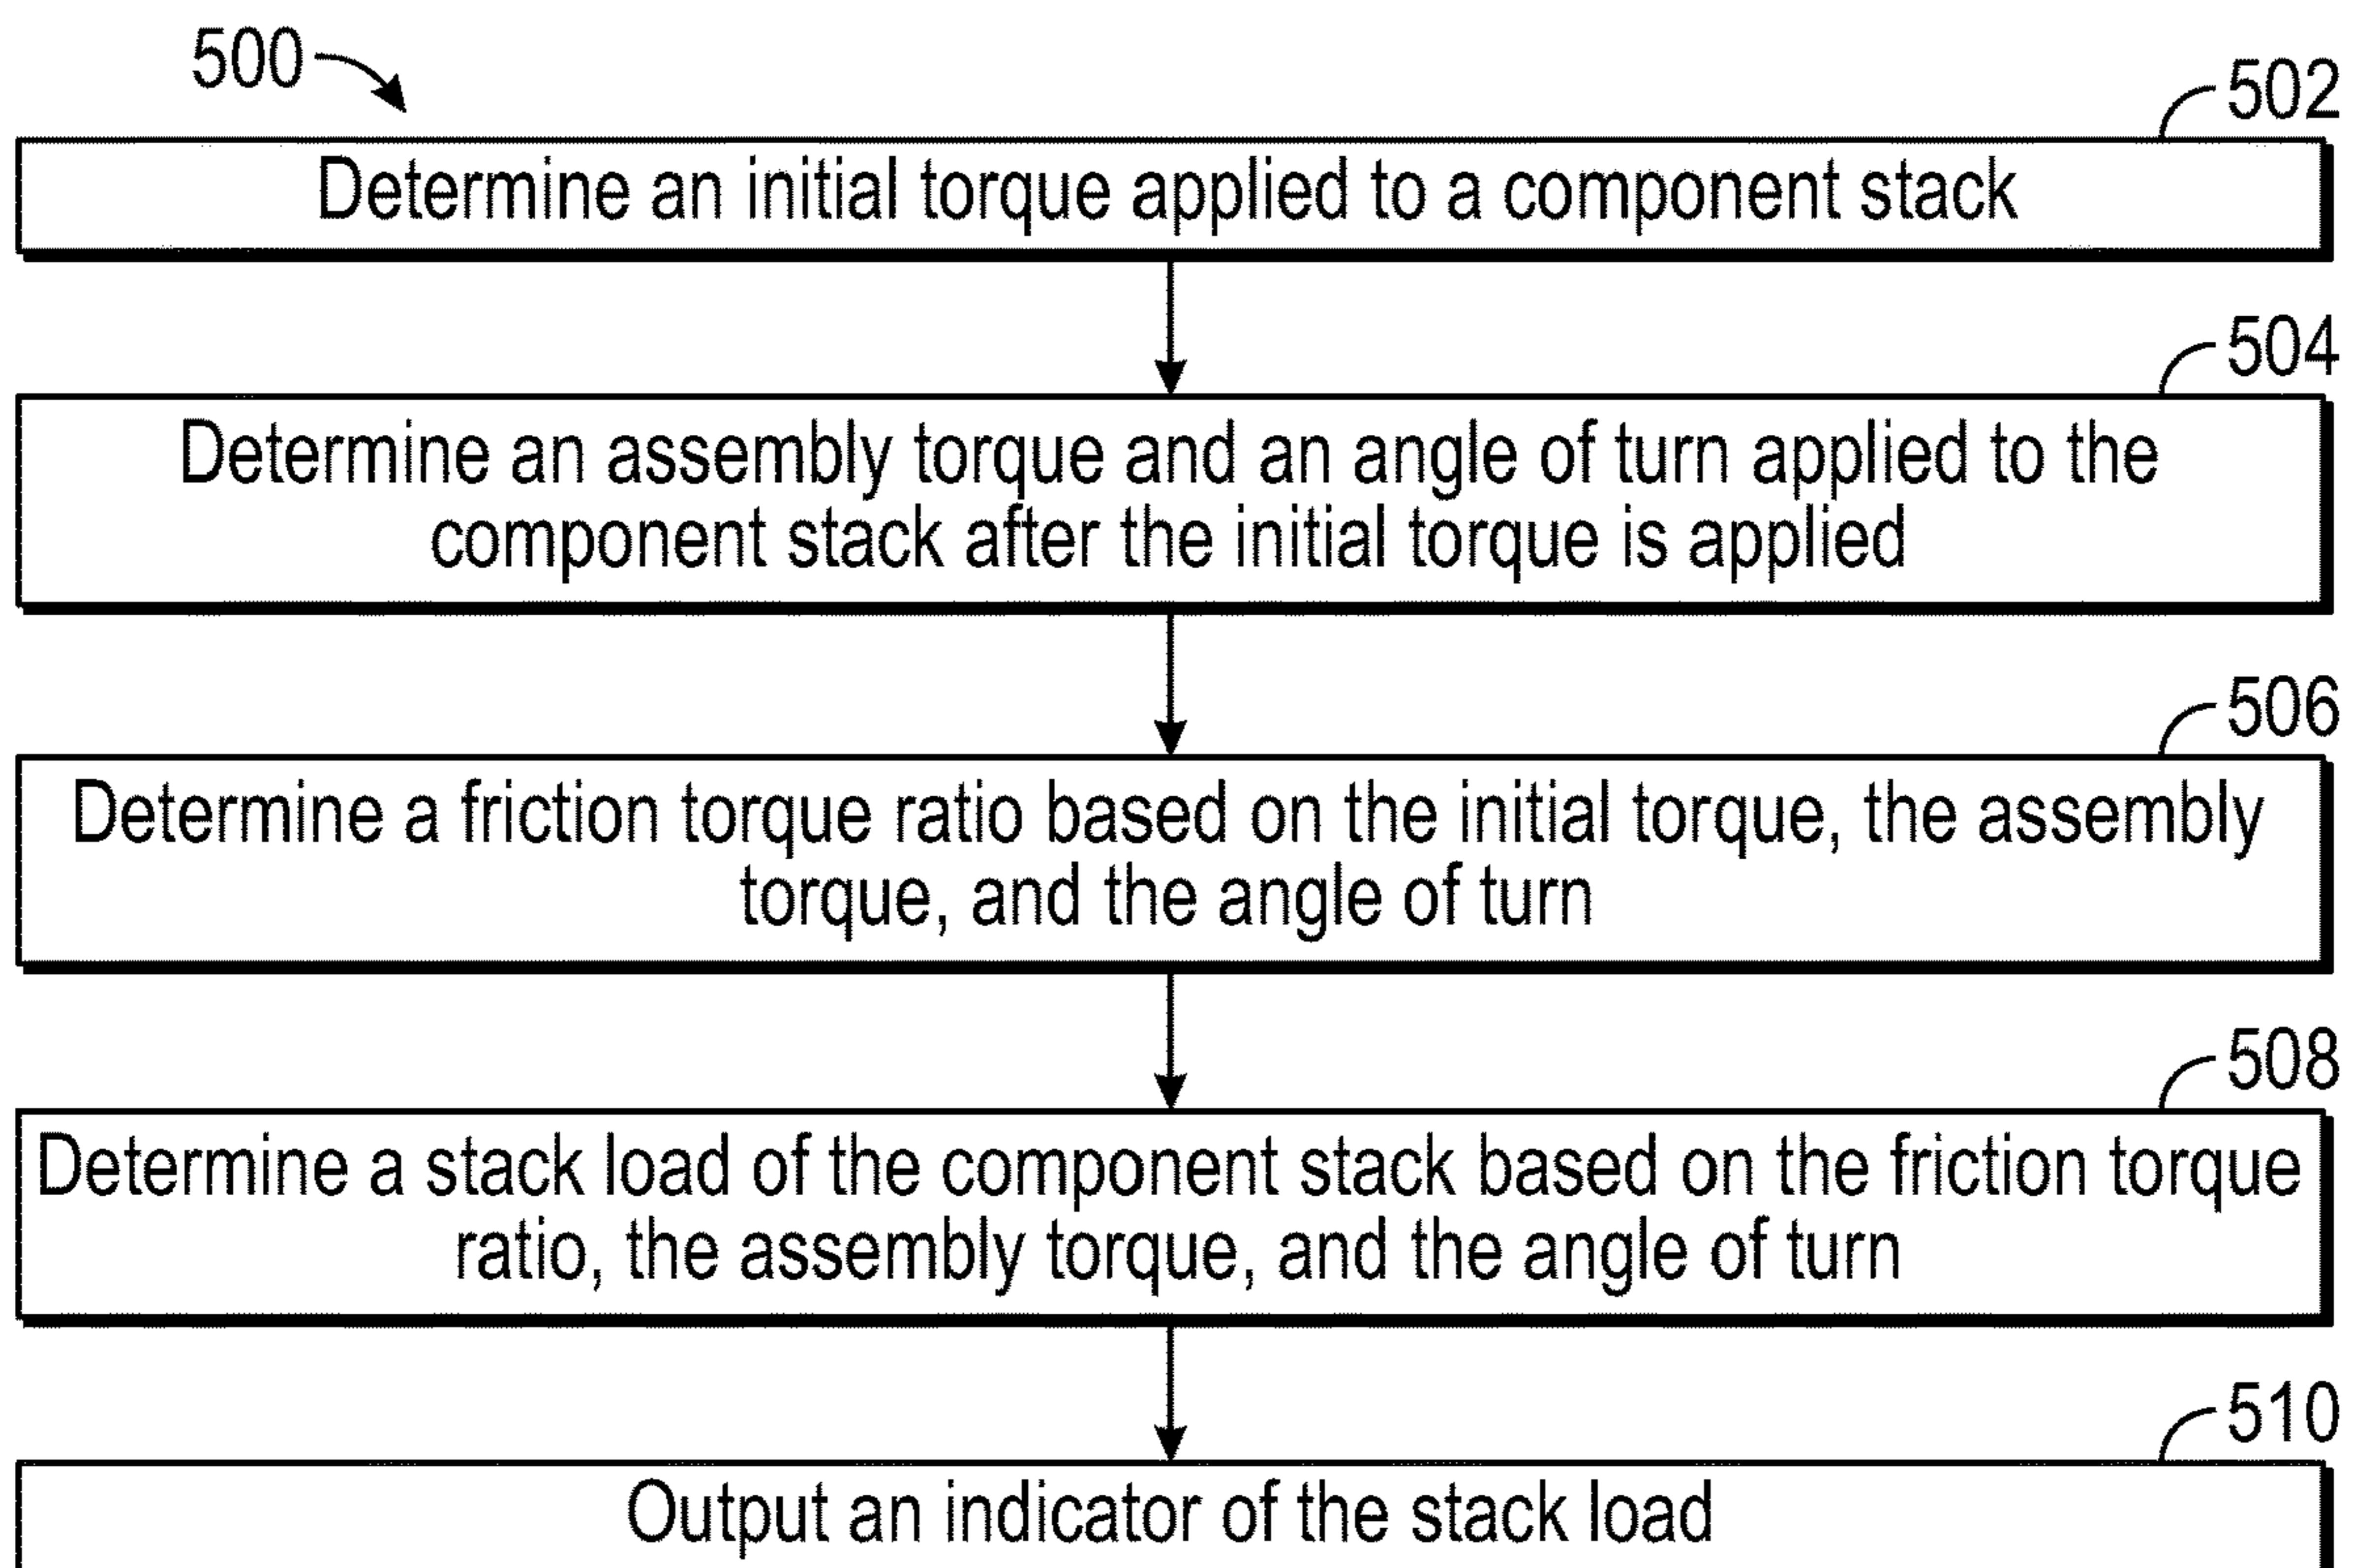 500
502
Determine an initial torque applied to a component stack
504
Determine an assembly torque and an angle of turn applied to the
component stack after the initial torque is applied
506
Determine a friction torque ratio based on the initial torque, the assembly
torque, and the angle of turn
508
Determine a stack load of the component stack based on the friction torque
ratio, the assembly torque, and the angle of turn
510
Output an indicator of the stack load